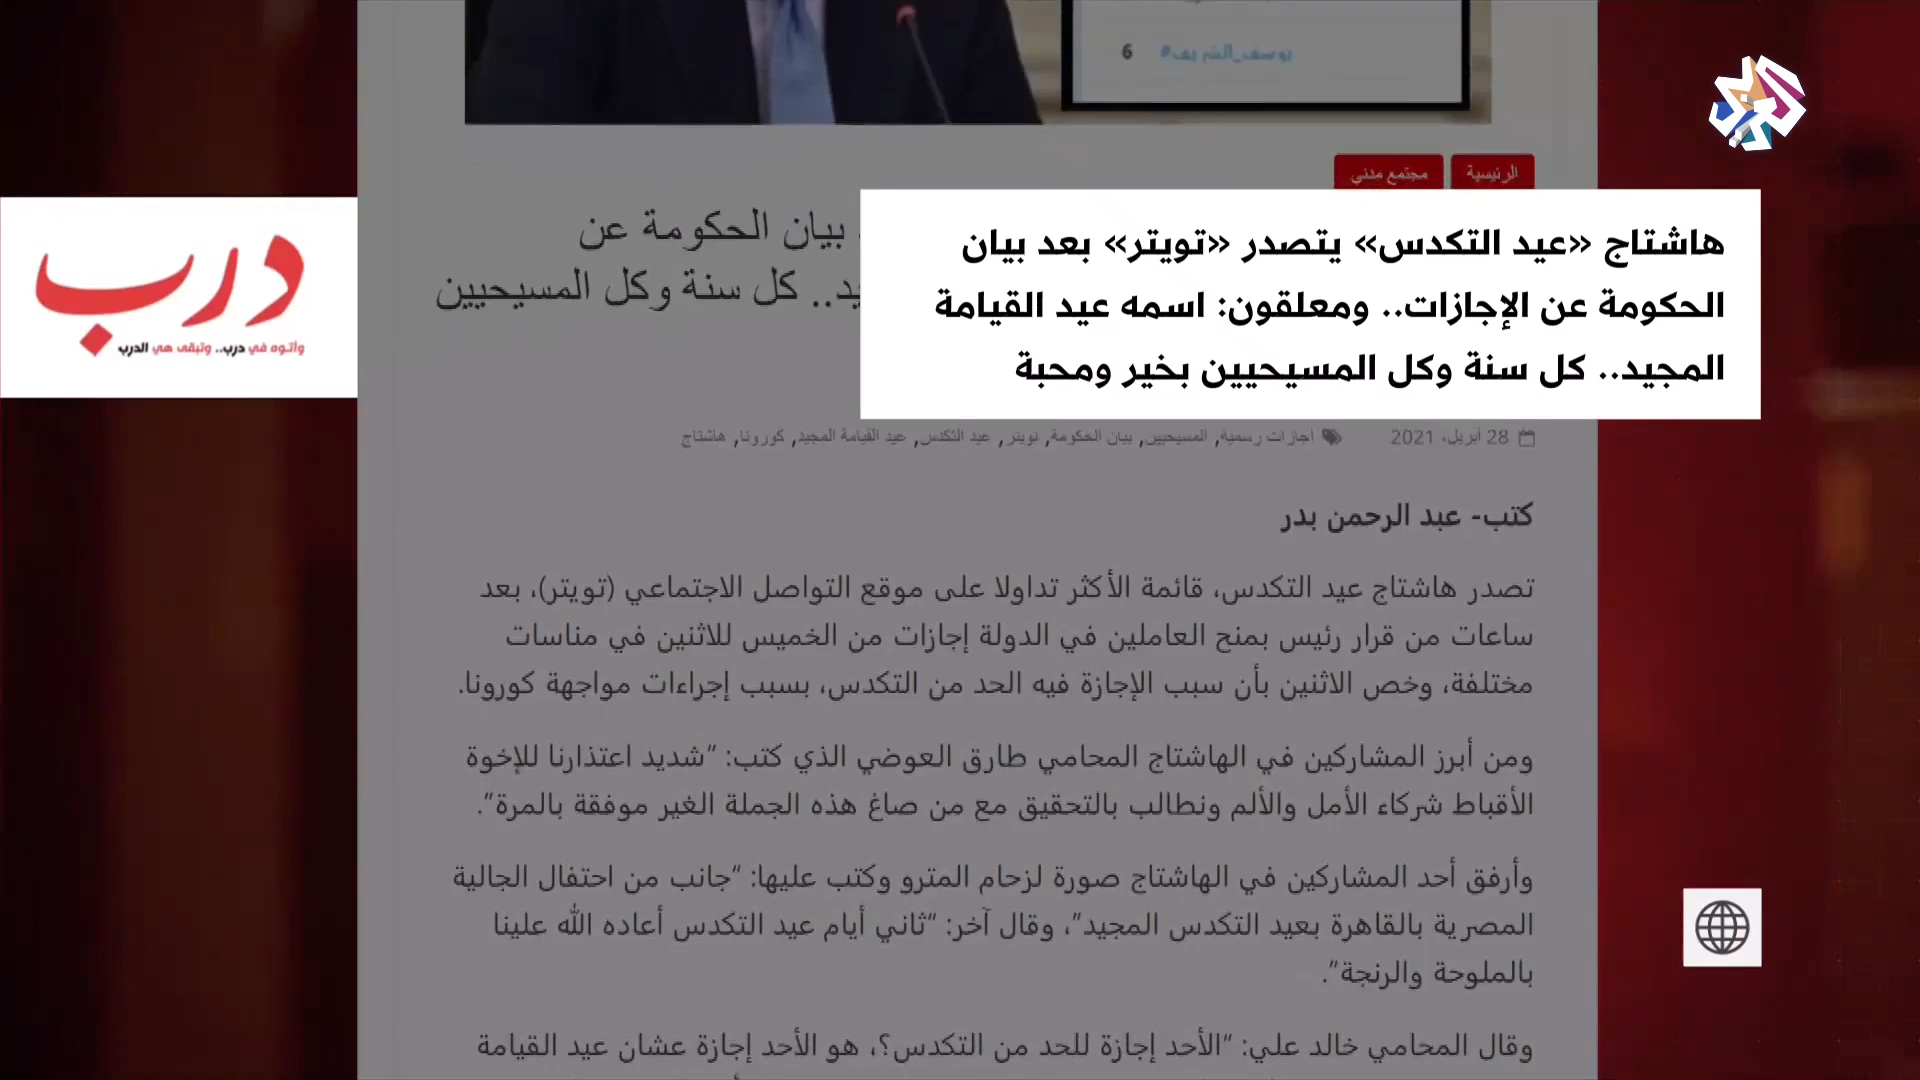 6
الرئيسية
مجتمع مدني
بيان الحكومة عن
يد.. كل سنة وكل المسيحيين
هاشتاج «عيد التكدس» يتصدر «تويتر» بعد بيان
الحكومة عن الإجازات.. ومعلقون: اسمه عيد القيامة
المجيد.. كل سنة وكل المسيحيين بخير ومحبة
درب
وأتوه في درب.. وتبقى هي الدرب
28 أبريل، 2021
اجازات رسمية, المسيحيين, بيان الحكومة, تويتر, عيد التكدس, عيد القيامة المجيد, كورونا, هاشتاج
كتب- عبد الرحمن بدر
تصدر هاشتاج عيد التكدس، قائمة الأكثر تداولا على موقع التواصل الاجتماعي (تويتر)، بعد
ساعات من قرار رئيس بمنح العاملين في الدولة إجازات من الخميس للاثنين في مناسات
مختلفة، وخص الاثنين بأن سبب الإجازة فيه الحد من التكدس، بسبب إجراءات مواجهة كورونا.
ومن أبرز المشاركين في الهاشتاج المحامي طارق العوضي الذي كتب: “شديد اعتذارنا للإخوة
الأقباط شركاء الأمل والألم ونطالب بالتحقيق مع من صاغ هذه الجملة الغير موفقة بالمرة”.
وأرفق أحد المشاركين في الهاشتاج صورة لزحام المترو وكتب عليها: “جانب من احتفال الجالية
المصرية بالقاهرة بعيد التكدس المجيد”، وقال آخر: “ثاني أيام عيد التكدس أعاده الله علينا
بالملوحة والرنجة”.
وقال المحامي خالد علي: “الأحد إجازة للحد من التكدس؟، هو الأحد إجازة عشان عيد القيامة